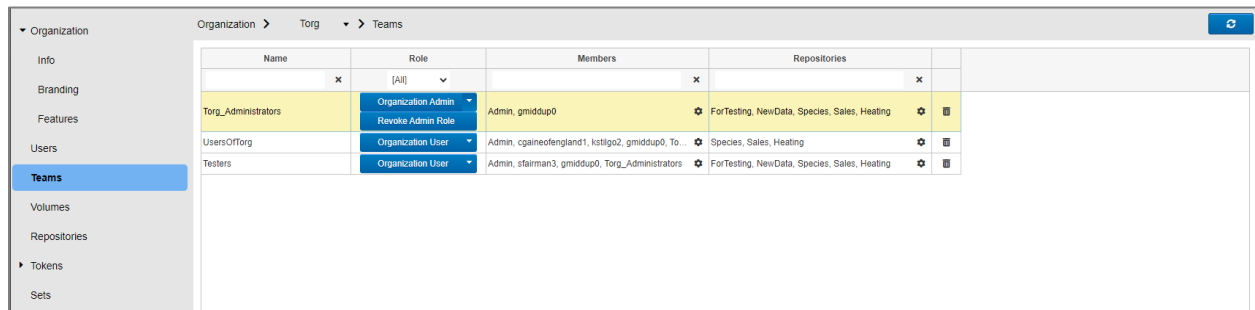 Organization
Info
Branding
Features
Users
Teams
Volumes
Repositories
Tokens
Sets
Organization > Torg > Teams
Name Role Members Repositories
[All]
Torg_Administrators Organization Admin Admin, gmiddup0 ForTesting, NewData, Species, Sales, Heating
Revoke Admin Role
UsersOfTorg Organization User Admin, cgaineofengland1, kstilgo2, gmiddup0, To... Species, Sales, Heating
Testers Organization User Admin, sfairman3, gmiddup0, Torg_Administrators ForTesting, NewData, Species, Sales, Heating